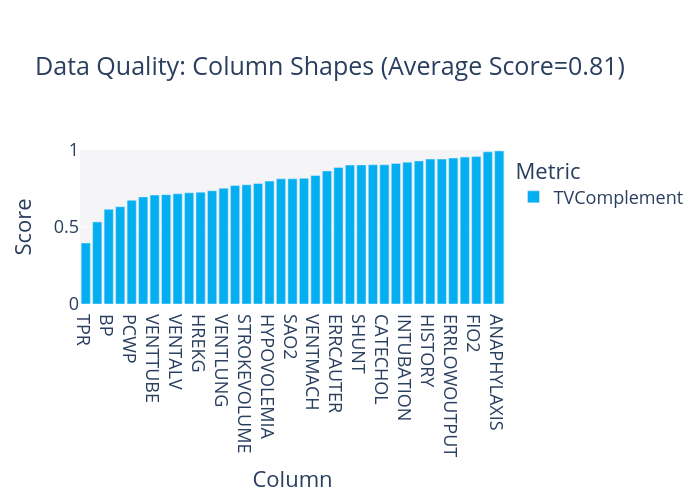 Data Quality: Column Shapes (Average Score=0.81)
Metric
TVComplement
Score
1
0.5
0
TPR
BP
PCWP
VENTTUBE
VENTALV
HREKG
VENTLUNG
STROKEVOLUME
HYPOVOLEMIA
SAO2
VENTMACH
ERRCAUTER
SHUNT
CATECHOL
INTUBATION
HISTORY
ERRLOWOUTPUT
FIO2
ANAPHYLAXIS
Column